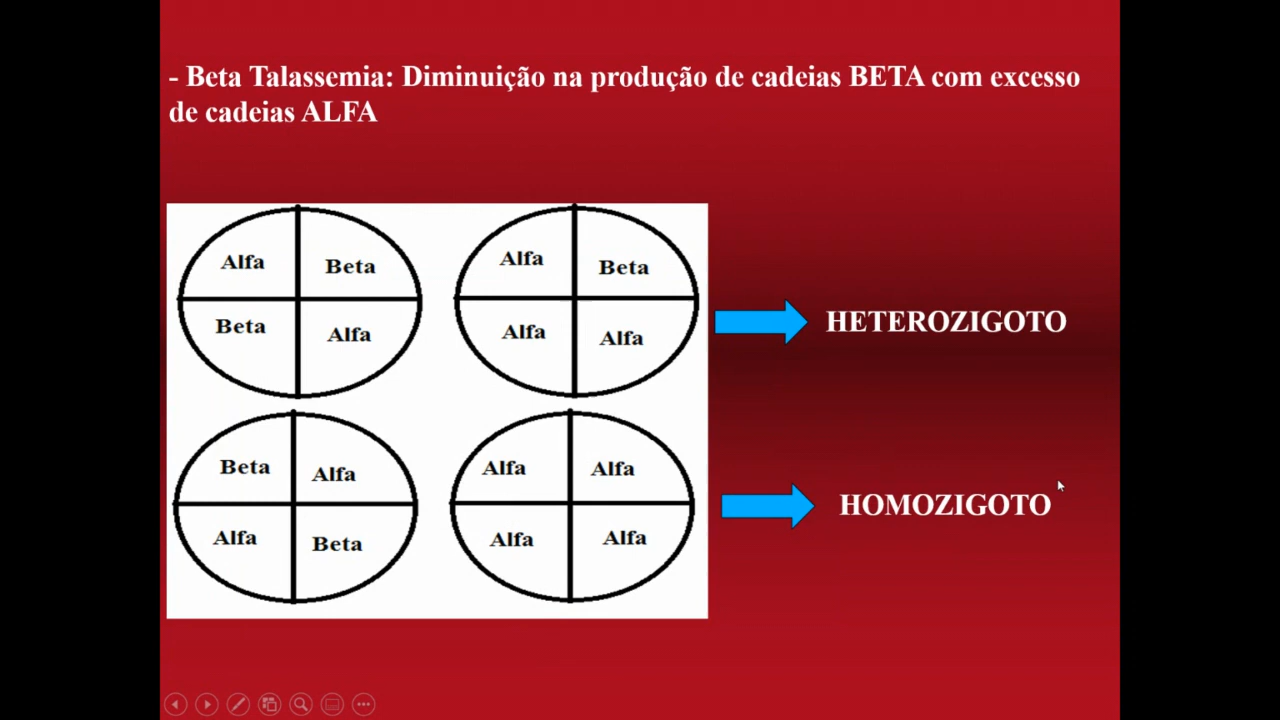 - Beta Talassemia: Diminuição na produção de cadeias BETA com excesso
de cadeias ALFA
Alfa Beta
Beta Alfa
Alfa Beta
Alfa Alfa
HETEROZIGOTO
Beta Alfa
Alfa Beta
Alfa Alfa
Alfa Alfa
HOMOZIGOTO